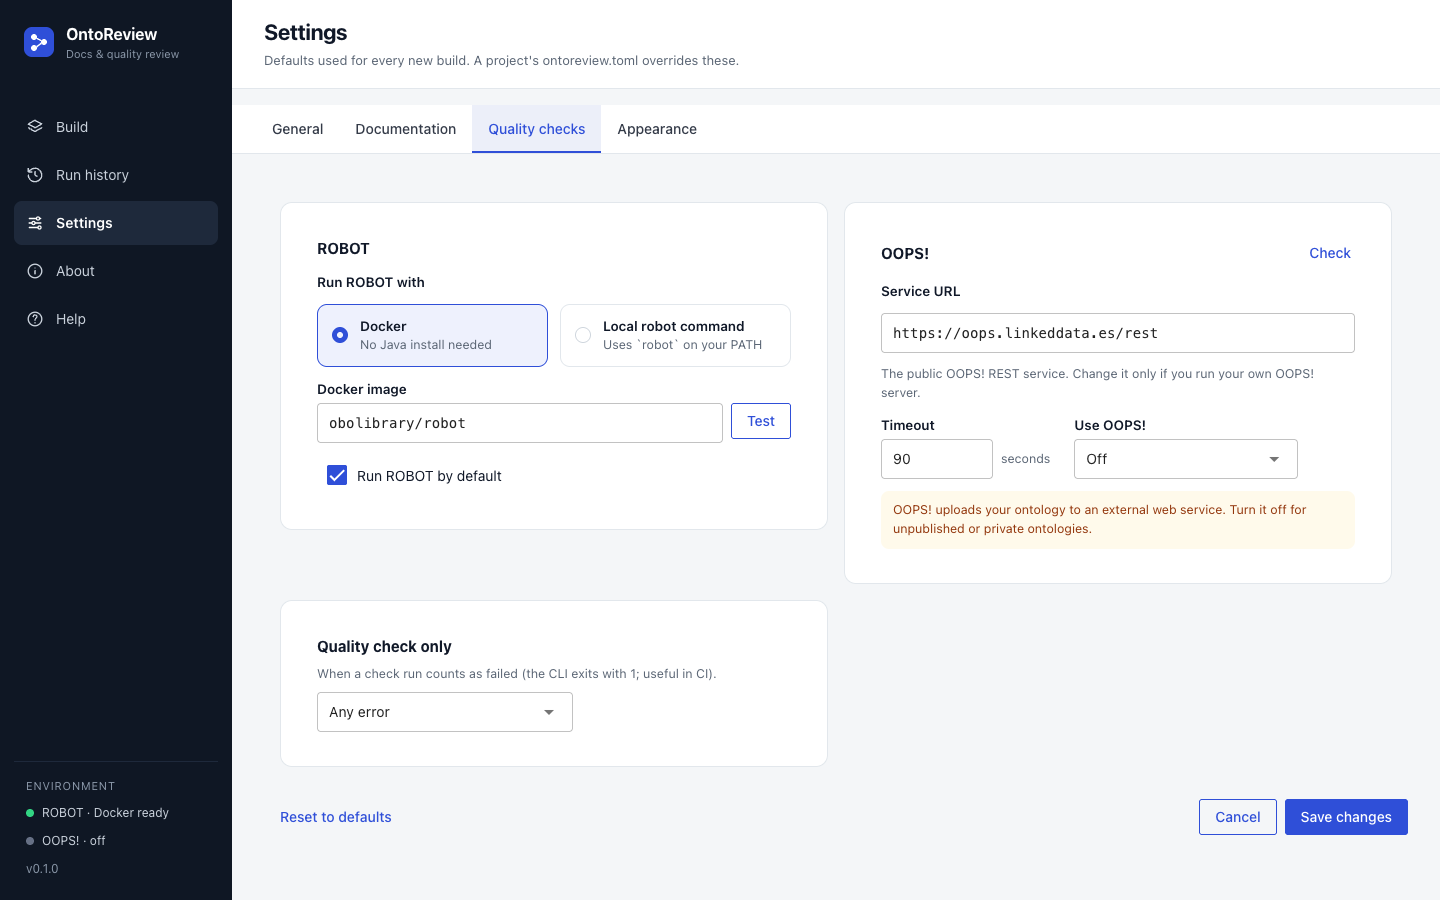 OntoReview
Docs & quality review
Build
Run history
Settings
About
Help
ENVIRONMENT
ROBOT · Docker ready
OOPS! · off
v0.1.0
Settings
Defaults used for every new build. A project's ontoreview.toml overrides these.
General
Documentation
Quality checks
Appearance
ROBOT
Run ROBOT with
Docker
No Java install needed
Local robot command
Uses `robot` on your PATH
Docker image
obolibrary/robot
Test
Run ROBOT by default
OOPS!
Check
Service URL
https://oops.linkeddata.es/rest
The public OOPS! REST service. Change it only if you run your own OOPS!
server.
Timeout
90
seconds
Use OOPS!
Off
OOPS! uploads your ontology to an external web service. Turn it off for
unpublished or private ontologies.
Quality check only
When a check run counts as failed (the CLI exits with 1; useful in CI).
Any error
Reset to defaults
Cancel
Save changes